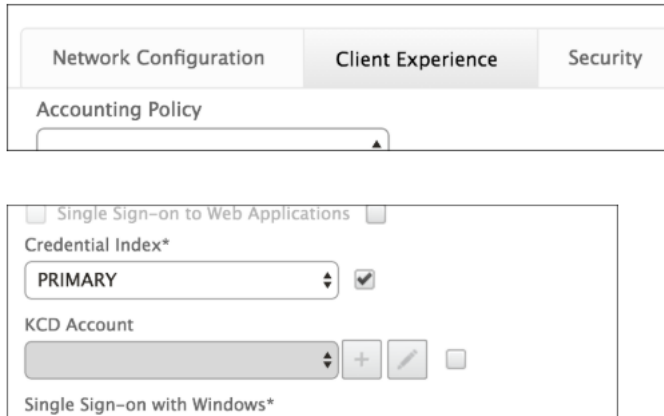 Network Configuration Client Experience Security
Accounting Policy
Single Sign-on to Web Applications
Credential Index*
PRIMARY
KCD Account
Single Sign-on with Windows*